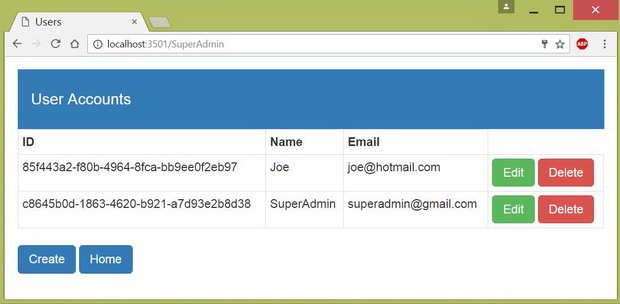 Users
localhost:3501/SuperAdmin
ABP
User Accounts
ID Name Email
85f443a2-f80b-4964-8fca-bb9ee0f2eb97 Joe joe@hotmail.com Edit Delete
c8645b0d-1863-4620-b921-a7d93e2b8d38 SuperAdmin superadmin@gmail.com Edit Delete
Create Home